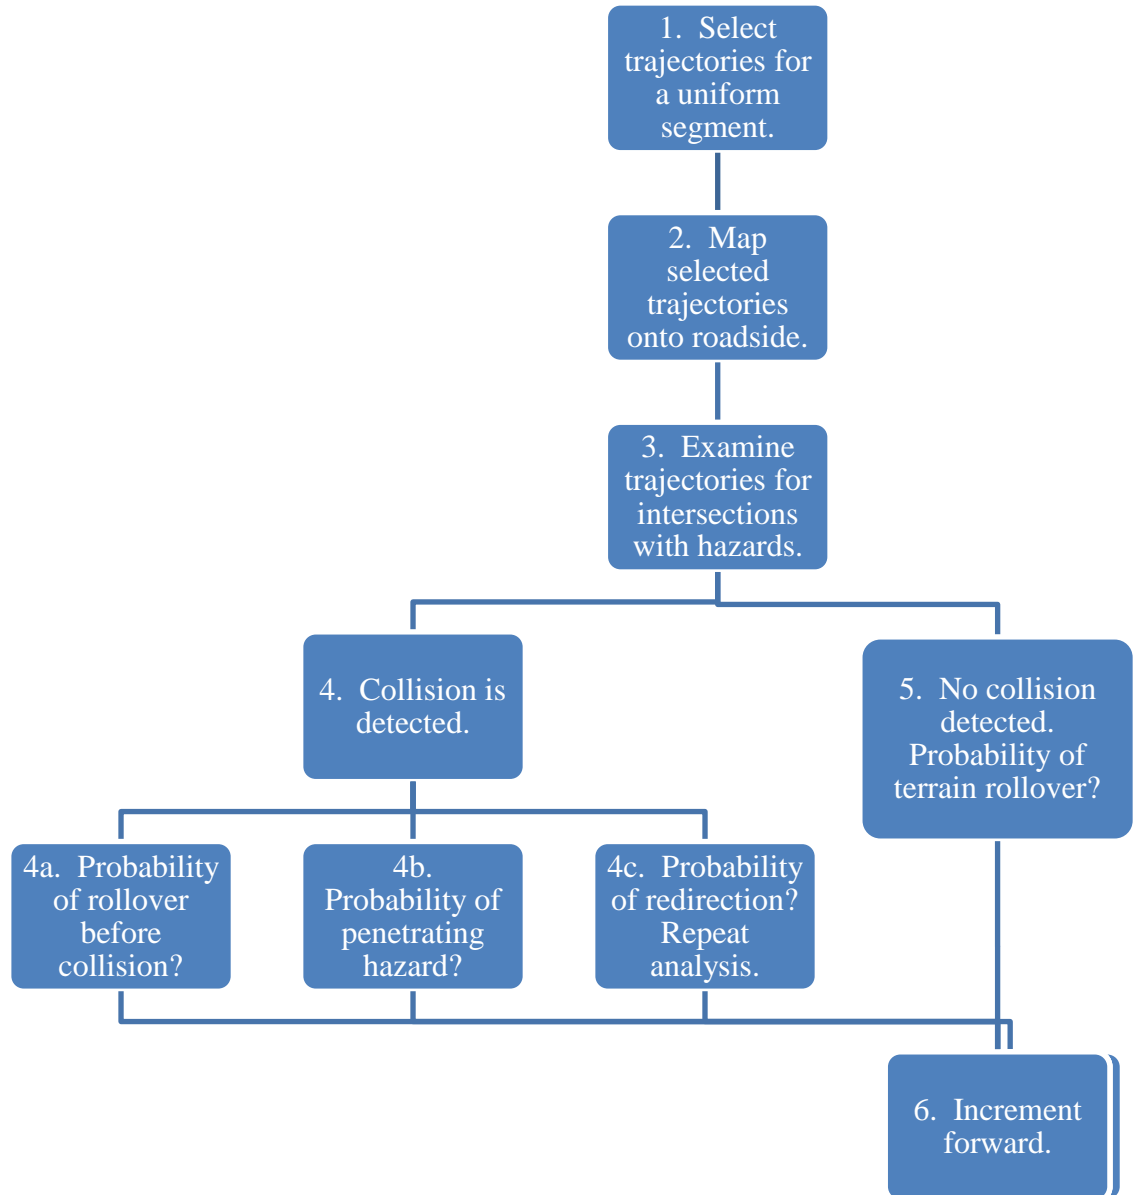 1. Select
trajectories for
a uniform
segment.
2. Map
selected
trajectories
onto roadside.
3. Examine
trajectories for
intersections
with hazards.
4. Collision is
detected.
5. No collision
detected.
Probability of
terrain rollover?
4a. Probability
of rollover
before
collision?
4b.
Probability of
penetrating
hazard?
4c. Probability
of redirection?
Repeat
analysis.
6. Increment
forward.